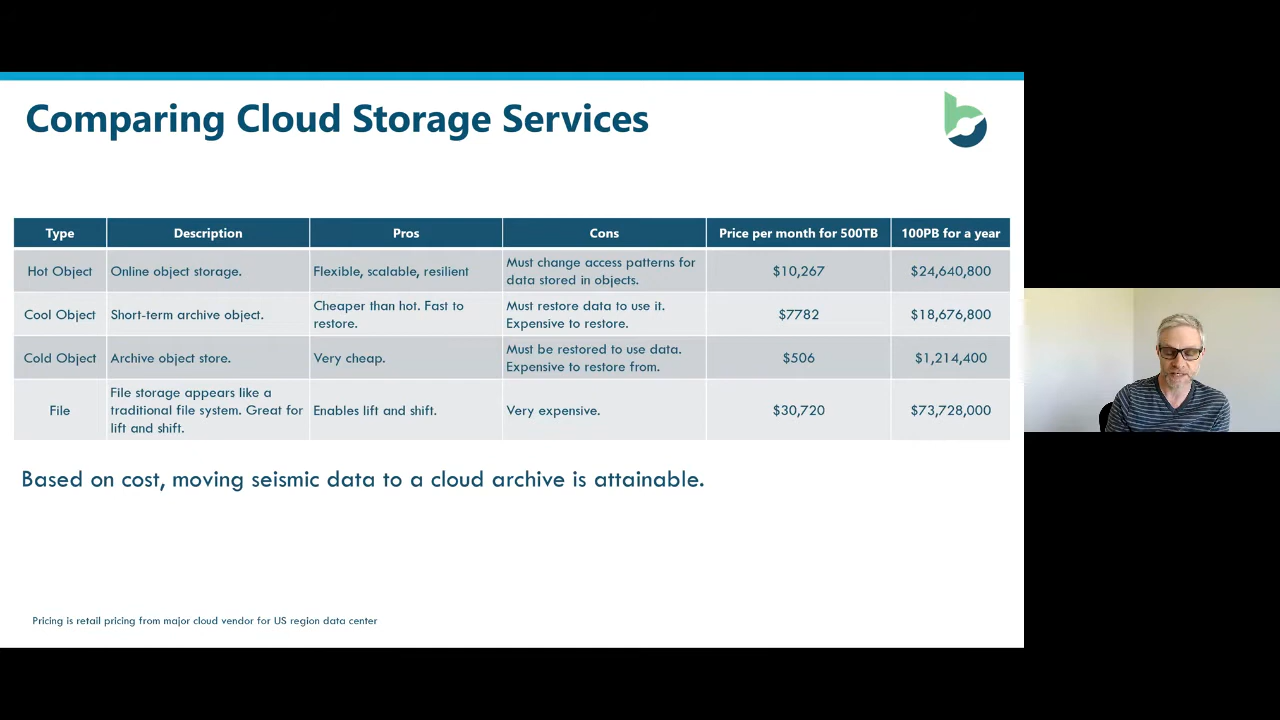 Comparing Cloud Storage Services
Type Description Pros Cons Price per month for 500TB 100PB for a year
Hot Object Online object storage. Flexible, scalable, resilient Must change access patterns for
data stored in objects. $10,267 $24,640,800
Cool Object Short-term archive object. Cheaper than hot. Fast to
restore. Must restore data to use it.
Expensive to restore. $7782 $18,676,800
Cold Object Archive object store. Very cheap. Must be restored to use data.
Expensive to restore from. $506 $1,214,400
File File storage appears like a
traditional file system. Great for
lift and shift. Enables lift and shift. Very expensive. $30,720 $73,728,000
Based on cost, moving seismic data to a cloud archive is attainable.
Pricing is retail pricing from major cloud vendor for US region data center